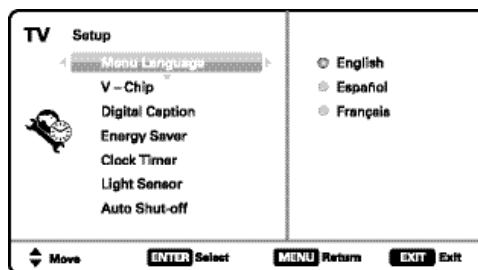 TV Setup
Menu Language
V - Chip
Digital Caption
Energy Saver
Clock Timer
Light Sensor
Auto Shut-off
English
Español
Français
Move ENTER Select MENU Return EXIT Exit